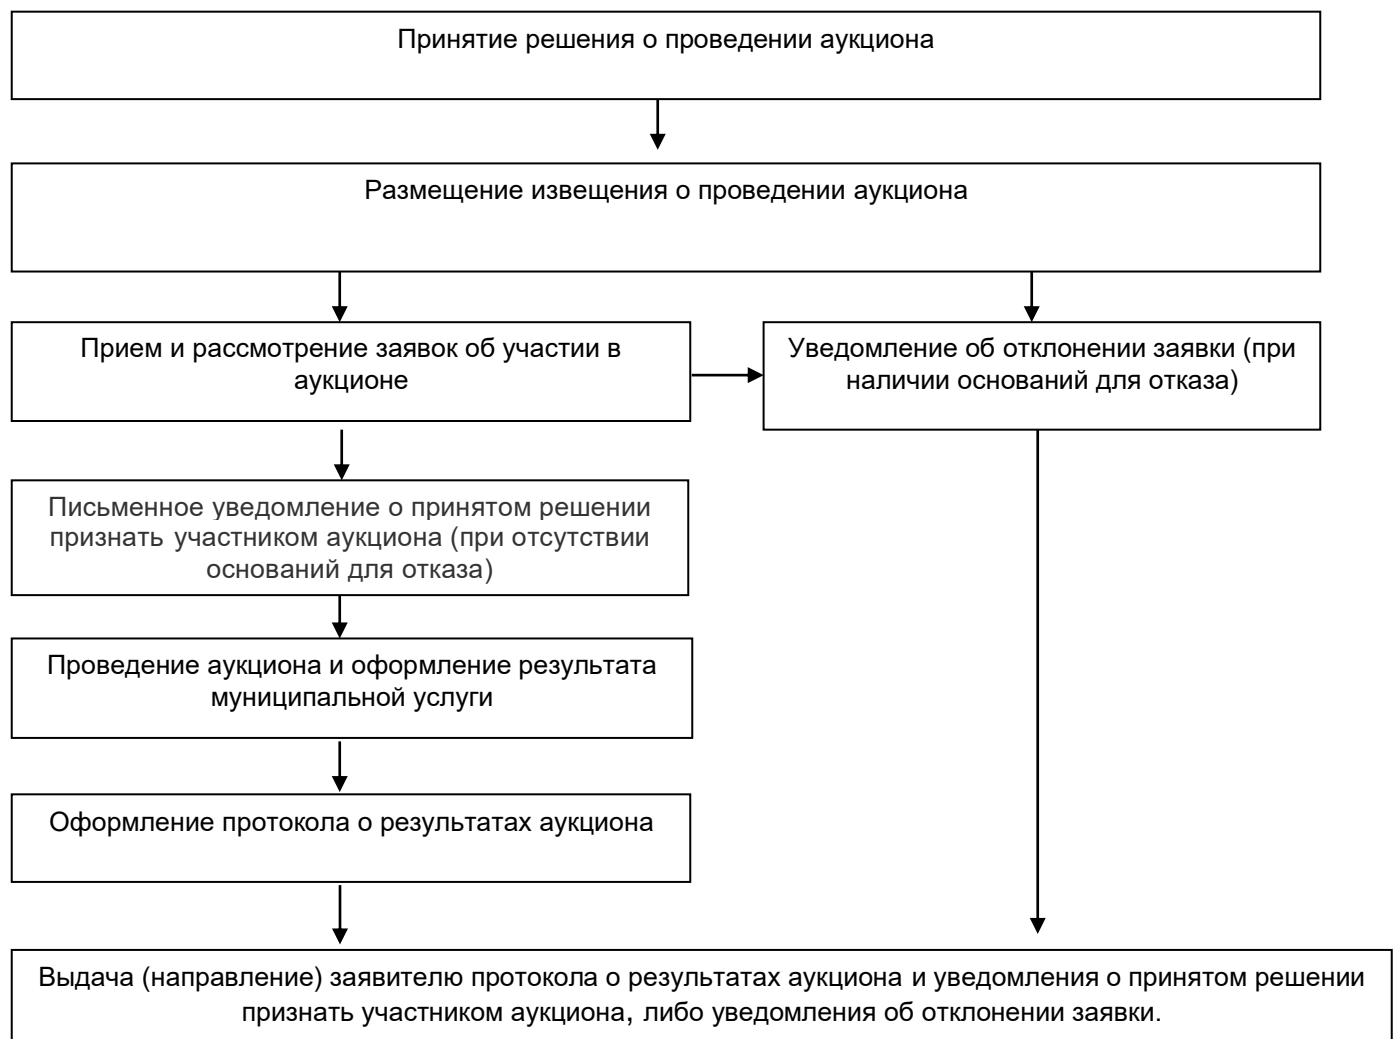 Принятие решения о проведении аукциона
Размещение извещения о проведении аукциона
Прием и рассмотрение заявок об участии в
аукционе
Уведомление об отклонении заявки (при
наличии оснований для отказа)
Письменное уведомление о принятом решении
признать участником аукциона (при отсутствии
оснований для отказа)
Проведение аукциона и оформление результата
муниципальной услуги
Оформление протокола о результатах аукциона
Выдача (направление) заявителю протокола о результатах аукциона и уведомления о принятом решении
признать участником аукциона, либо уведомления об отклонении заявки.